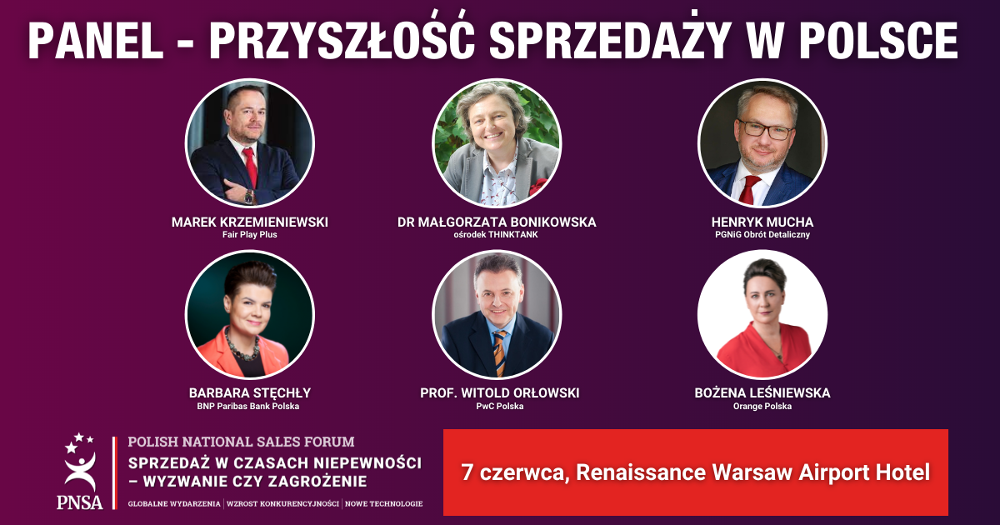 PANEL - PRZYSZŁOŚĆ SPRZEDAŻY W POLSCE
MAREK KRZEMIENIEWSKI
Fair Play Plus
DR MAŁGORZATA BONIKOWSKA
ośrodek THINKTANK
HENRYK MUCHA
PGNiG Obrót Detaliczny
BARBARA STĘCHŁY
BNP Paribas Bank Polska
PROF. WITOLD ORŁOWSKI
PwC Polska
BOŻENA LEŚNIEWSKA
Orange Polska
PNSA
POLISH NATIONAL SALES FORUM
SPRZEDAŻ W CZASACH NIEPEWNOŚCI
– WYZWANIE CZY ZAGROŻENIE
GLOBALNE WYDARZENIA | WZROST KONKURENCYJNOŚCI | NOWE TECHNOLOGIE
7 czerwca, Renaissance Warsaw Airport Hotel